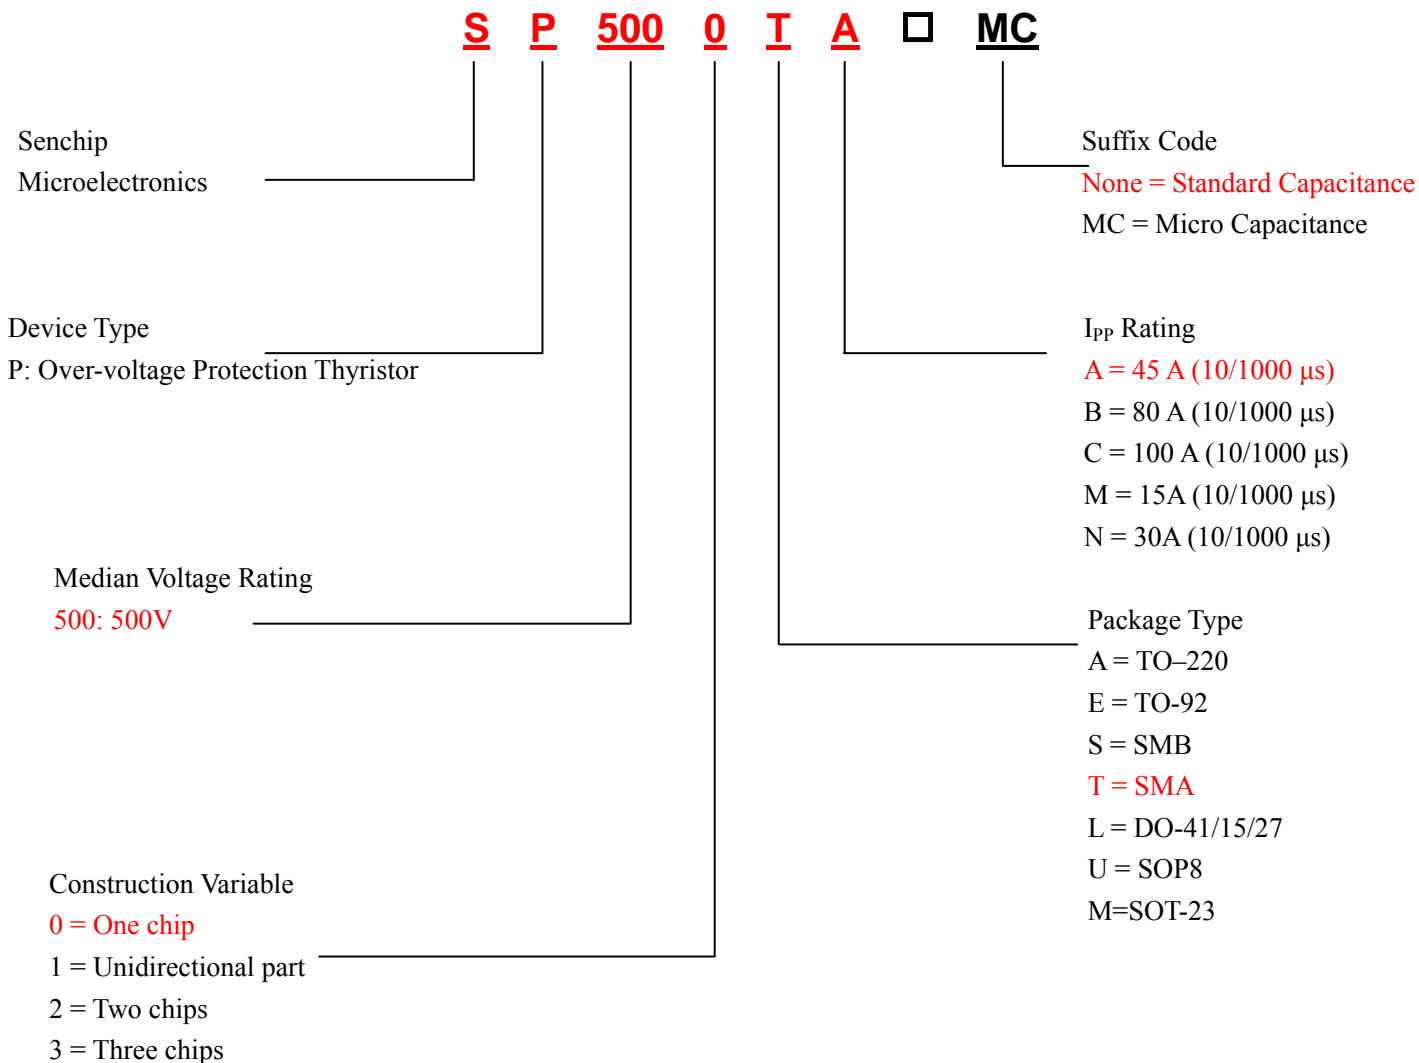 S P 500 0 T A □ MC
Senchip
Microelectronics
Suffix Code
None = Standard Capacitance
MC = Micro Capacitance
Device Type
P: Over-voltage Protection Thyristor
IPP Rating
A = 45 A (10/1000 μs)
B = 80 A (10/1000 μs)
C = 100 A (10/1000 μs)
M = 15A (10/1000 μs)
N = 30A (10/1000 μs)
Median Voltage Rating
500: 500V
Package Type
A = TO–220
E = TO-92
S = SMB
T = SMA
L = DO-41/15/27
U = SOP8
M=SOT-23
Construction Variable
0 = One chip
1 = Unidirectional part
2 = Two chips
3 = Three chips